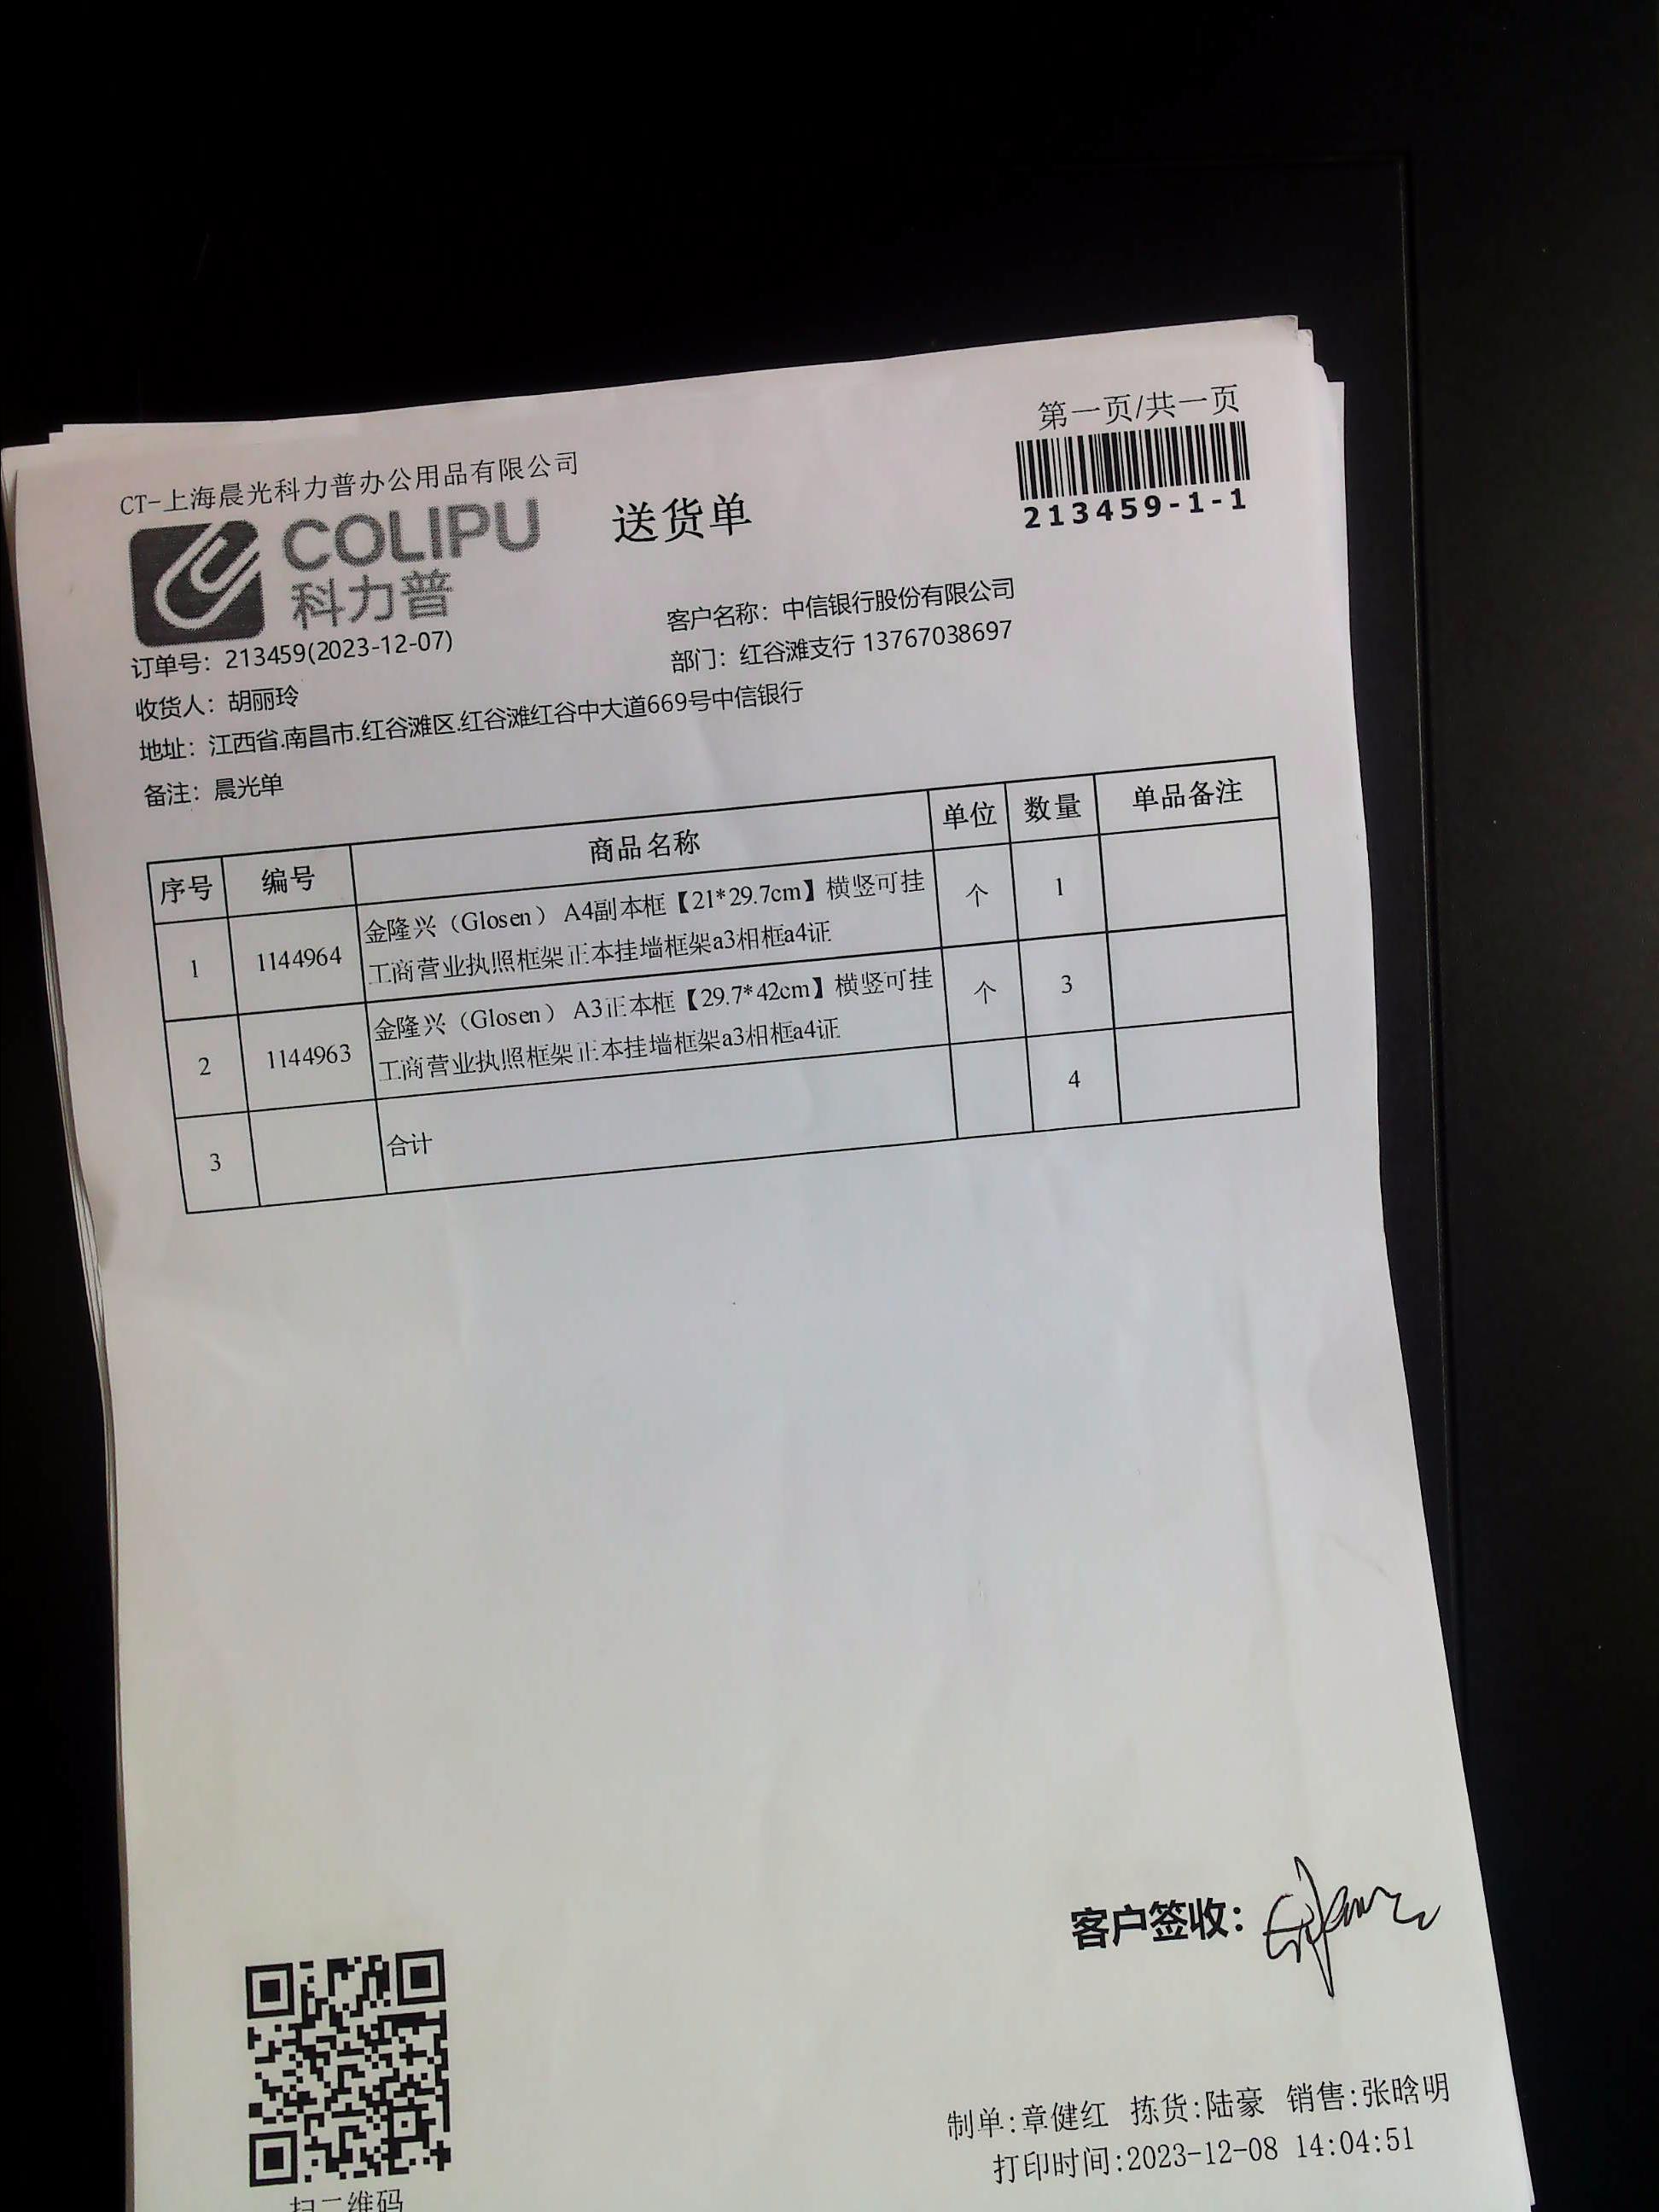 第一页/共一页
CT-上海晨光科力普办公用品有限公司
COLIPU
科力普
送货单
213459-1-1
订单号：213459(2023-12-07)
客户名称：中信银行股份有限公司
收货人：胡丽玲
部门：红谷滩支行 13767038697
地址：江西省.南昌市.红谷滩区.红谷滩红谷中大道669号中信银行
备注：晨光单
序号 编号 商品名称 单位 数量 单品备注
1 1144964 金隆兴（Glosen） A4副本框【21*29.7cm】横竖可挂 个 1
工商营业执照框架正本挂墙框架a3相框a4证
2 1144963 金隆兴（Glosen） A3正本框【29.7*42cm】横竖可挂 个 3
工商营业执照框架正本挂墙框架a3相框a4证
3 合计 4
客户签收：
制单:章健红 拣货:陆豪 销售:张晗明
打印时间:2023-12-08 14:04:51
扫二维码